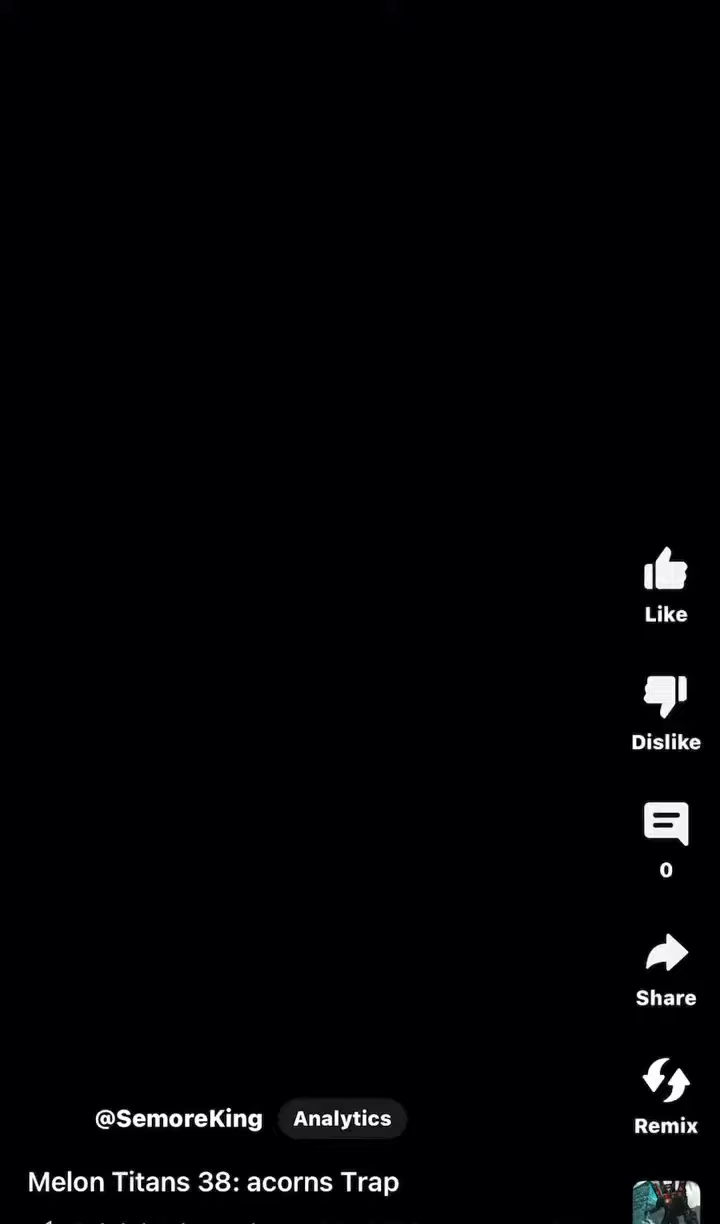 Like
Dislike
0
Share
Remix
@SemoreKing Analytics
Melon Titans 38: acorns Trap